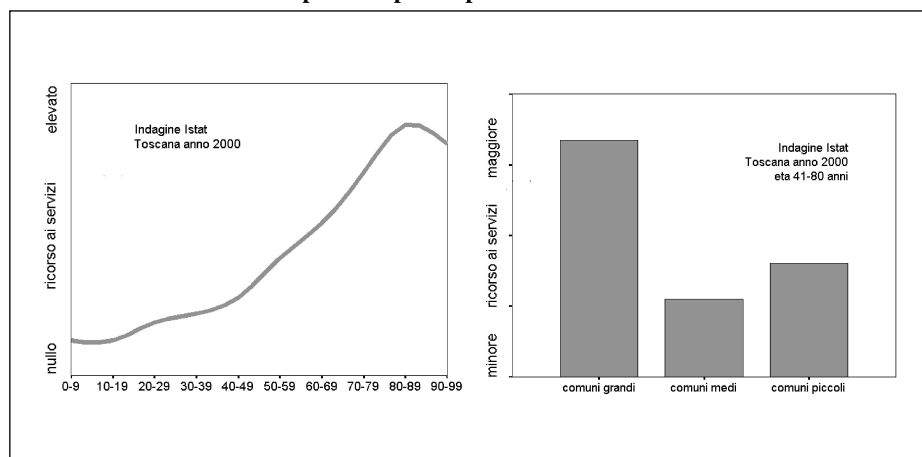 elevato
ricorso ai servizi
nullo
Indagine Istat
Toscana anno 2000
0-9 10-19 20-29 30-39 40-49 50-59 60-69 70-79 80-89 90-99
maggiore
ricorso ai servizi
minore
Indagine Istat
Toscana anno 2000
eta 41-80 anni
comuni grandi comuni medi comuni piccoli